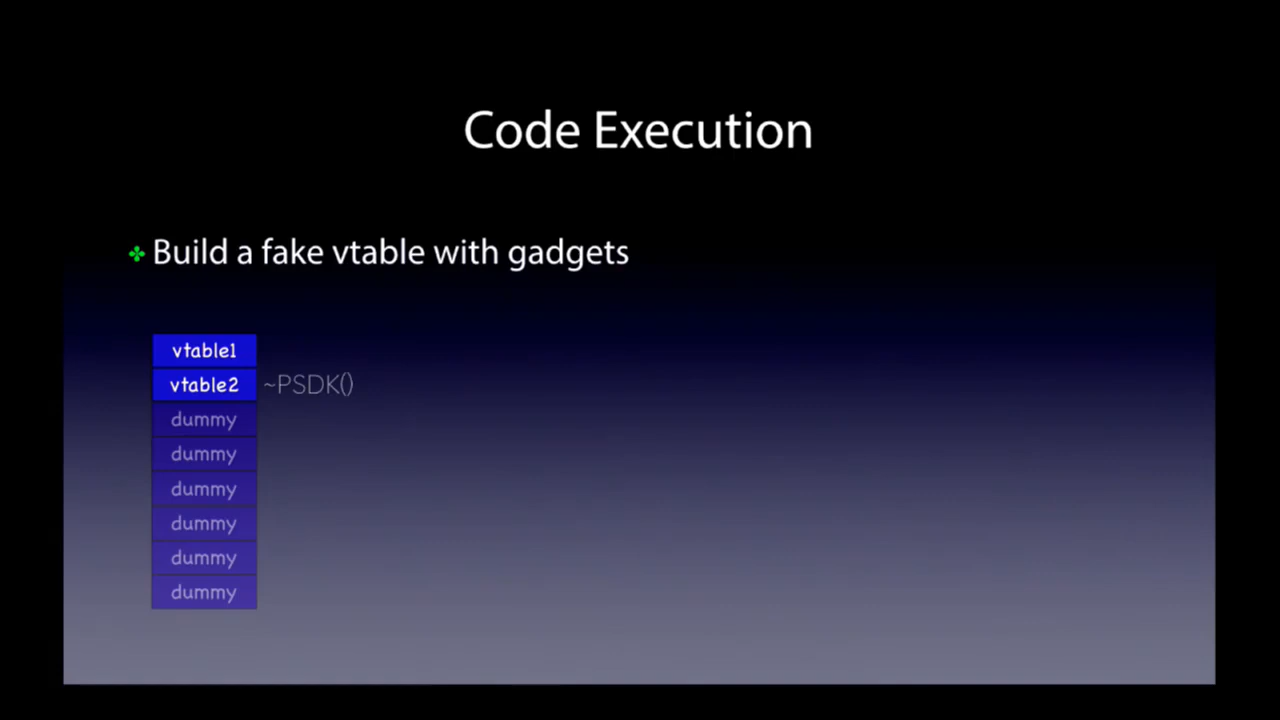 Code Execution
Build a fake vtable with gadgets
vtable1
vtable2 ~PSDK()
dummy
dummy
dummy
dummy
dummy
dummy